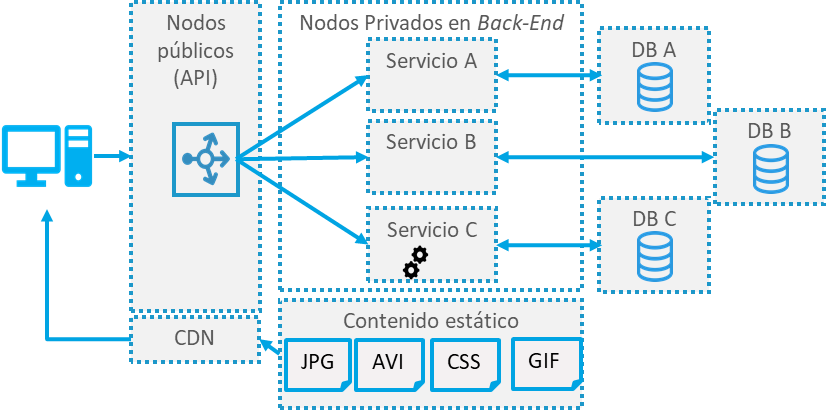 Nodos
públicos
(API)
Nodos Privados en Back-End
Servicio A
Servicio B
Servicio C
DB A
DB B
DB C
CDN
Contenido estático
JPG
AVI
CSS
GIF